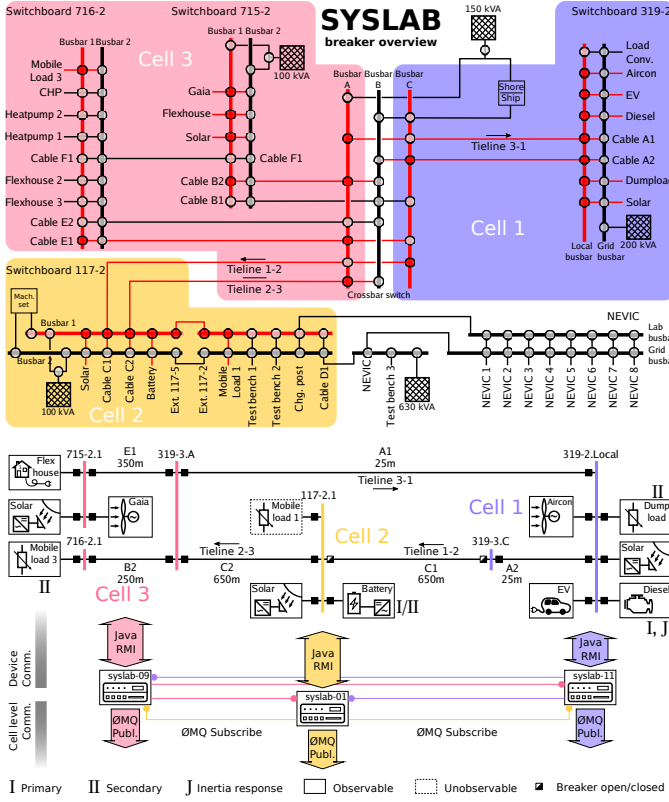 Switchboard 716-2
Switchboard 715-2
SYSLAB
breaker overview
150 kVA
Switchboard 319-2
Busbar 1
Busbar 2
Mobile
Load 3
CHP
Heatpump 2
Heatpump 1
Cable F1
Flexhouse 2
Flexhouse 3
Cable E2
Cable E1
Cell 3
Busbar 1
Busbar 2
100 kVA
Gaia
Flexhouse
Solar
Cable F1
Cable B2
Cable B1
Busbar
A
Busbar
B
Busbar
C
Crossbar switch
Shore
Ship
Tieline 3-1
Cell 1
Load
Conv.
Aircon
EV
Diesel
Cable A1
Cable A2
Dumpload
Solar
Local
busbar
Grid
busbar
200 kVA
Tieline 1-2
Tieline 2-3
Switchboard 117-2
Mach.
set
Busbar 1
Busbar 2
100 kVA
Solar
Cable C1
Cable C2
Battery
Ext. 117-5
Ext. 117-2
Mobile
Load 1
Test bench 1
Test bench 2
Chg. post
Cable D1
Cell 2
NEVIC
Test bench 3
630 kVA
NEVIC
Lab
busba
Grid
busba
NEVIC 1
NEVIC 2
NEVIC 3
NEVIC 4
NEVIC 5
NEVIC 6
NEVIC 7
NEVIC 8
715-2.1
E1
350m
319-3.A
A1
25m
Tieline 3-1
319-2.Local
Flex
house
Solar
Gaia
Mobile
load 3
II
716-2.1
B2
250m
Cell 3
Tieline 2-3
C2
650m
Mobile
load 1
117-2.1
Cell 2
Solar
Battery
I/II
Tieline 1-2
C1
650m
Cell 1
319-3.C
A2
25m
Aircon
II
Dump
load
Solar
EV
Diesel
I, J
Device
Comm.
Cell level
Comm.
Java
RMI
Java
RMI
Java
RMI
syslab-09
syslab-01
syslab-11
ØMQ
Publ.
ØMQ Subscribe
ØMQ
Publ.
ØMQ Subscribe
ØMQ
Publ.
I Primary
II Secondary
J Inertia response
Observable
Unobservable
Breaker open/closed